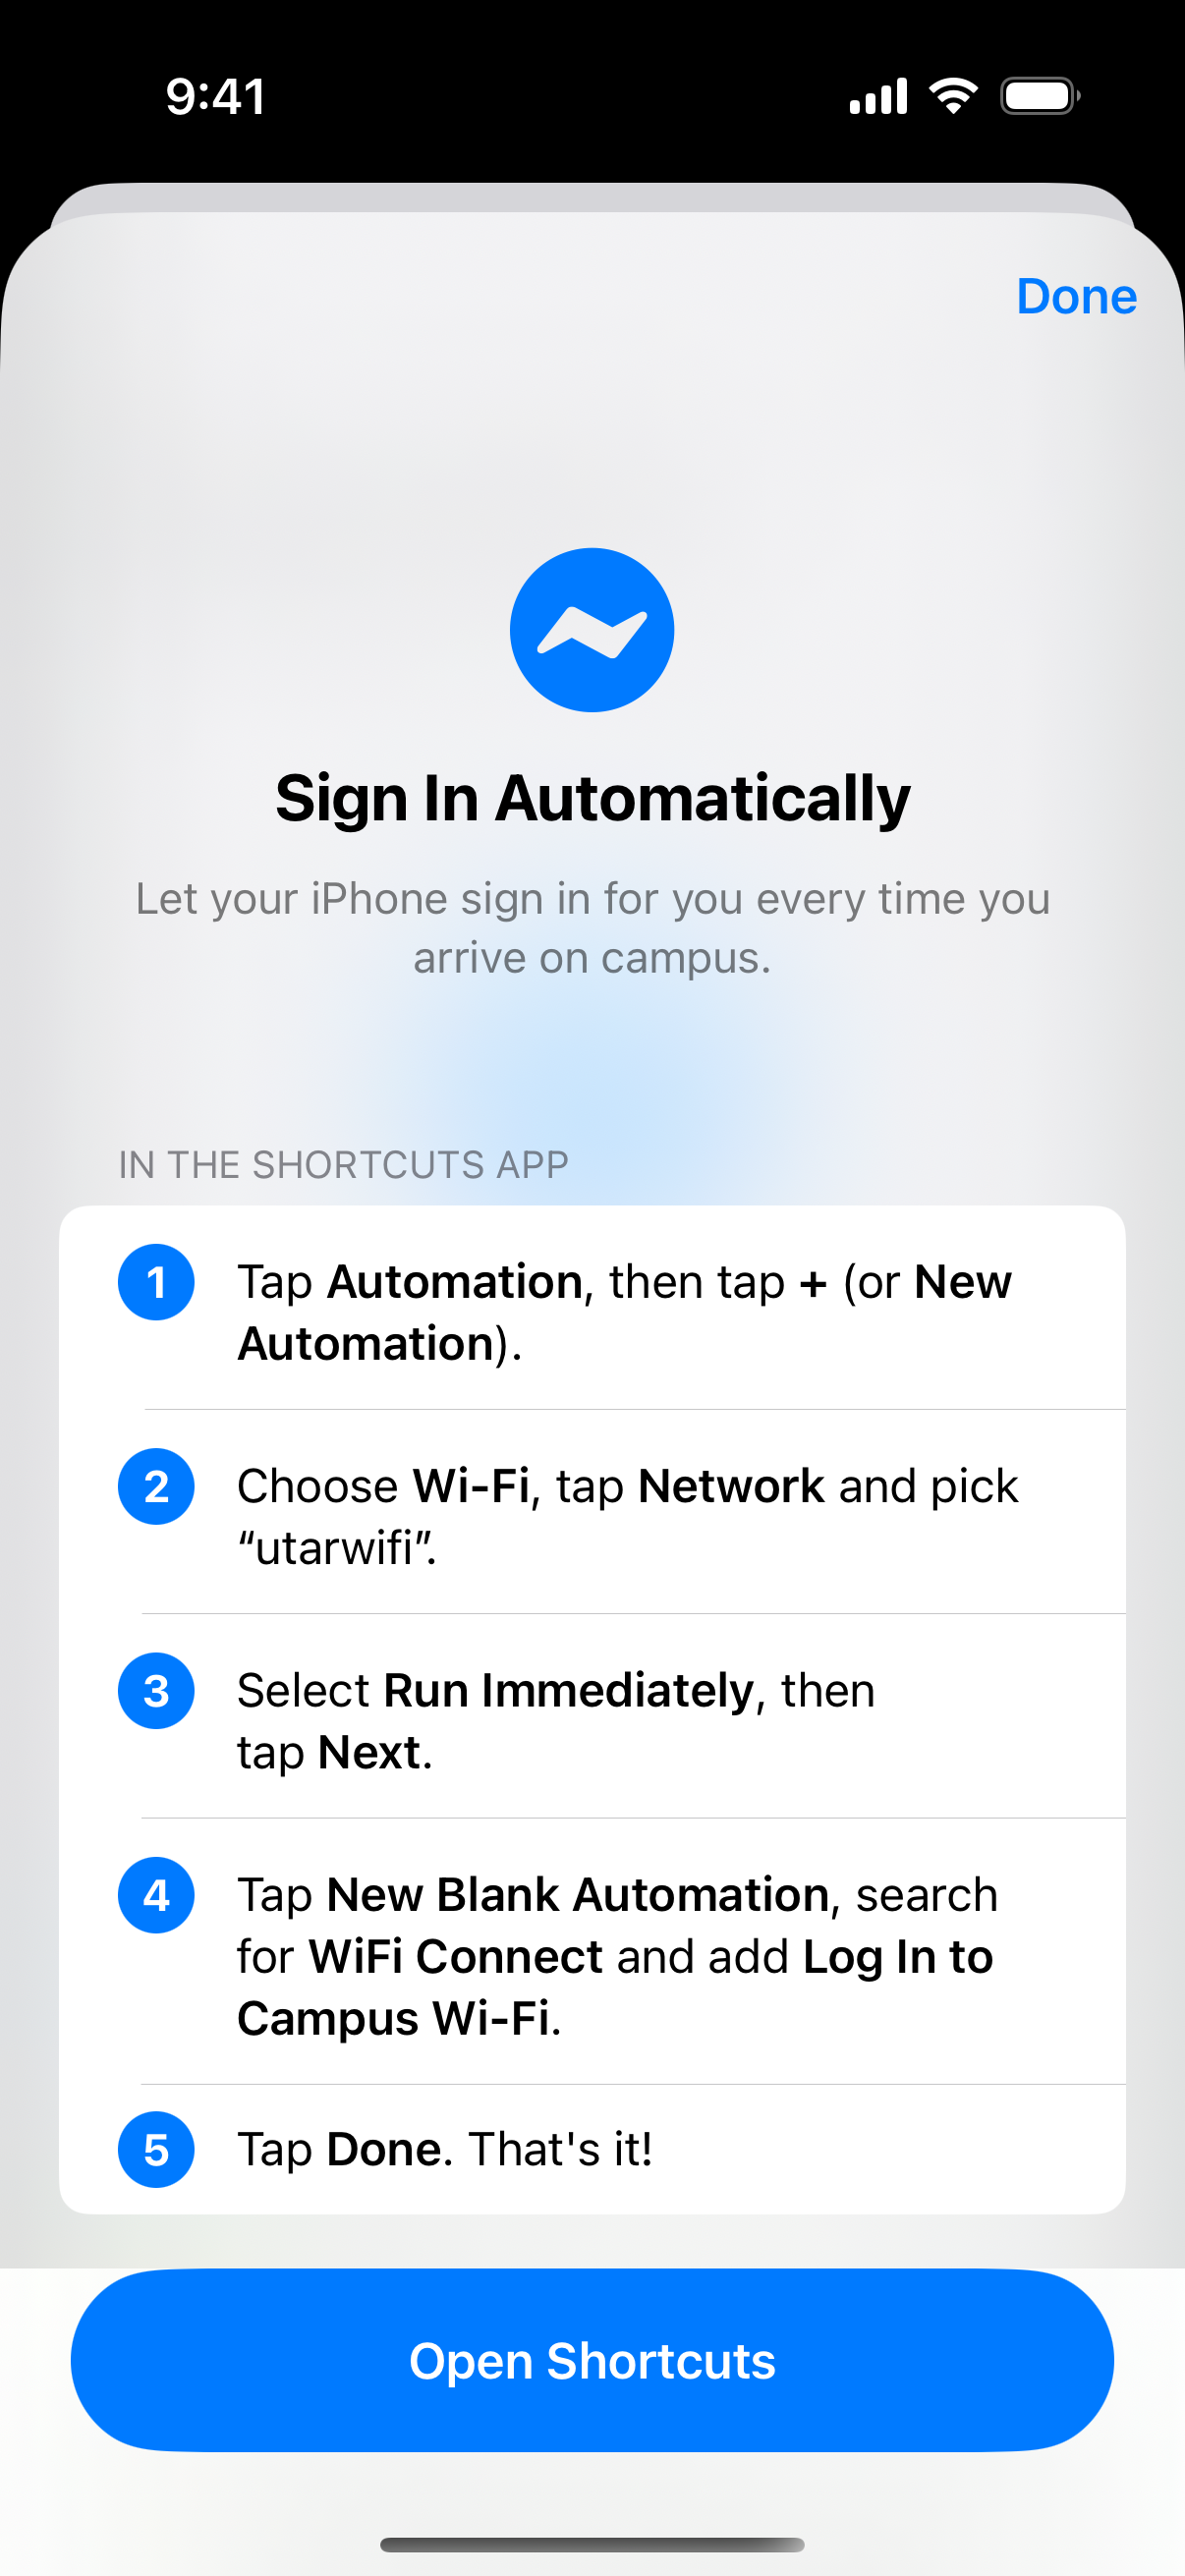 9:41
Done
Sign In Automatically
Let your iPhone sign in for you every time you
arrive on campus.
IN THE SHORTCUTS APP
1
Tap Automation, then tap + (or New
Automation).
2
Choose Wi-Fi, tap Network and pick
“utarwifi”.
3
Select Run Immediately, then
tap Next.
4
Tap New Blank Automation, search
for WiFi Connect and add Log In to
Campus Wi-Fi.
5
Tap Done. That's it!
Open Shortcuts